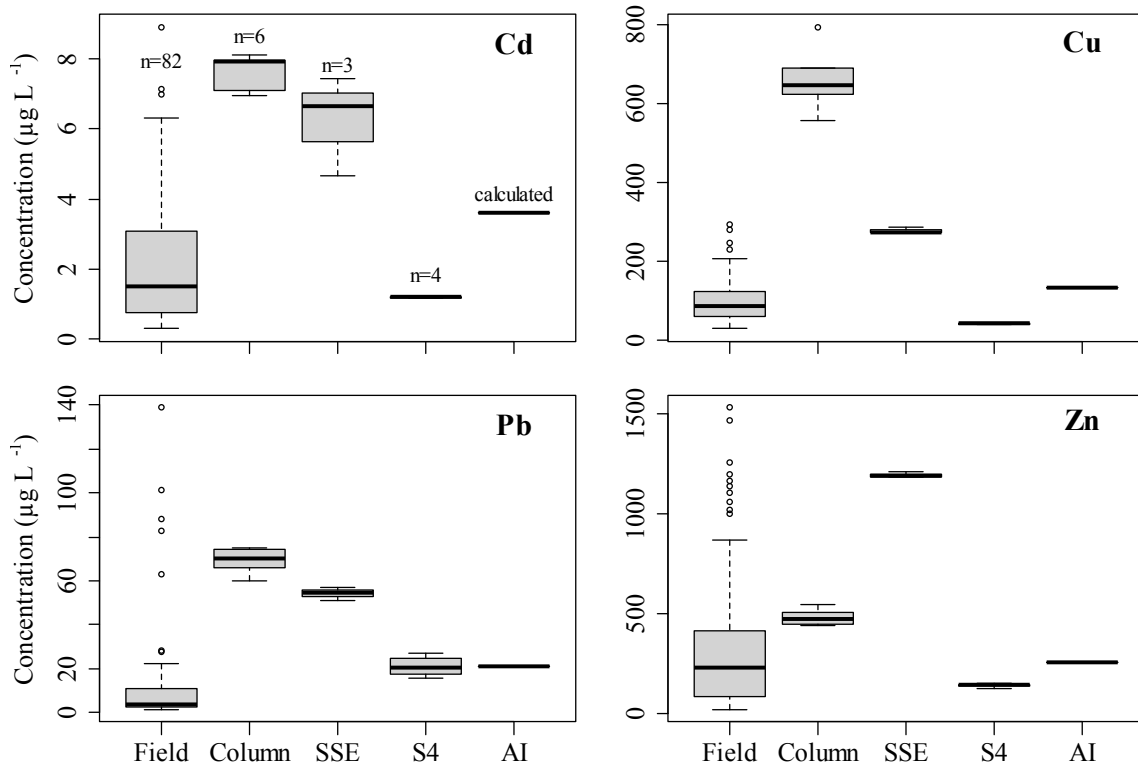 Cd
n=82
n=6
n=3
n=4
calculated
Concentration (µg L -1)
0
2
4
6
8
Cu
0
200
400
600
800
Pb
Concentration (µg L -1)
0
20
60
100
140
Field Column SSE S4 AI
Zn
0
500
1000
1500
Field Column SSE S4 AI